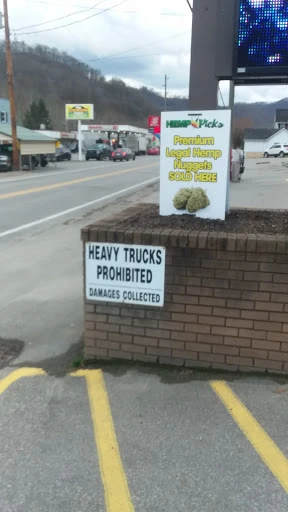 HEMP Picks
Premium
Legal Hemp
Nuggets
SOLD HERE
HEAVY TRUCKS
PROHIBITED
DAMAGES COLLECTED